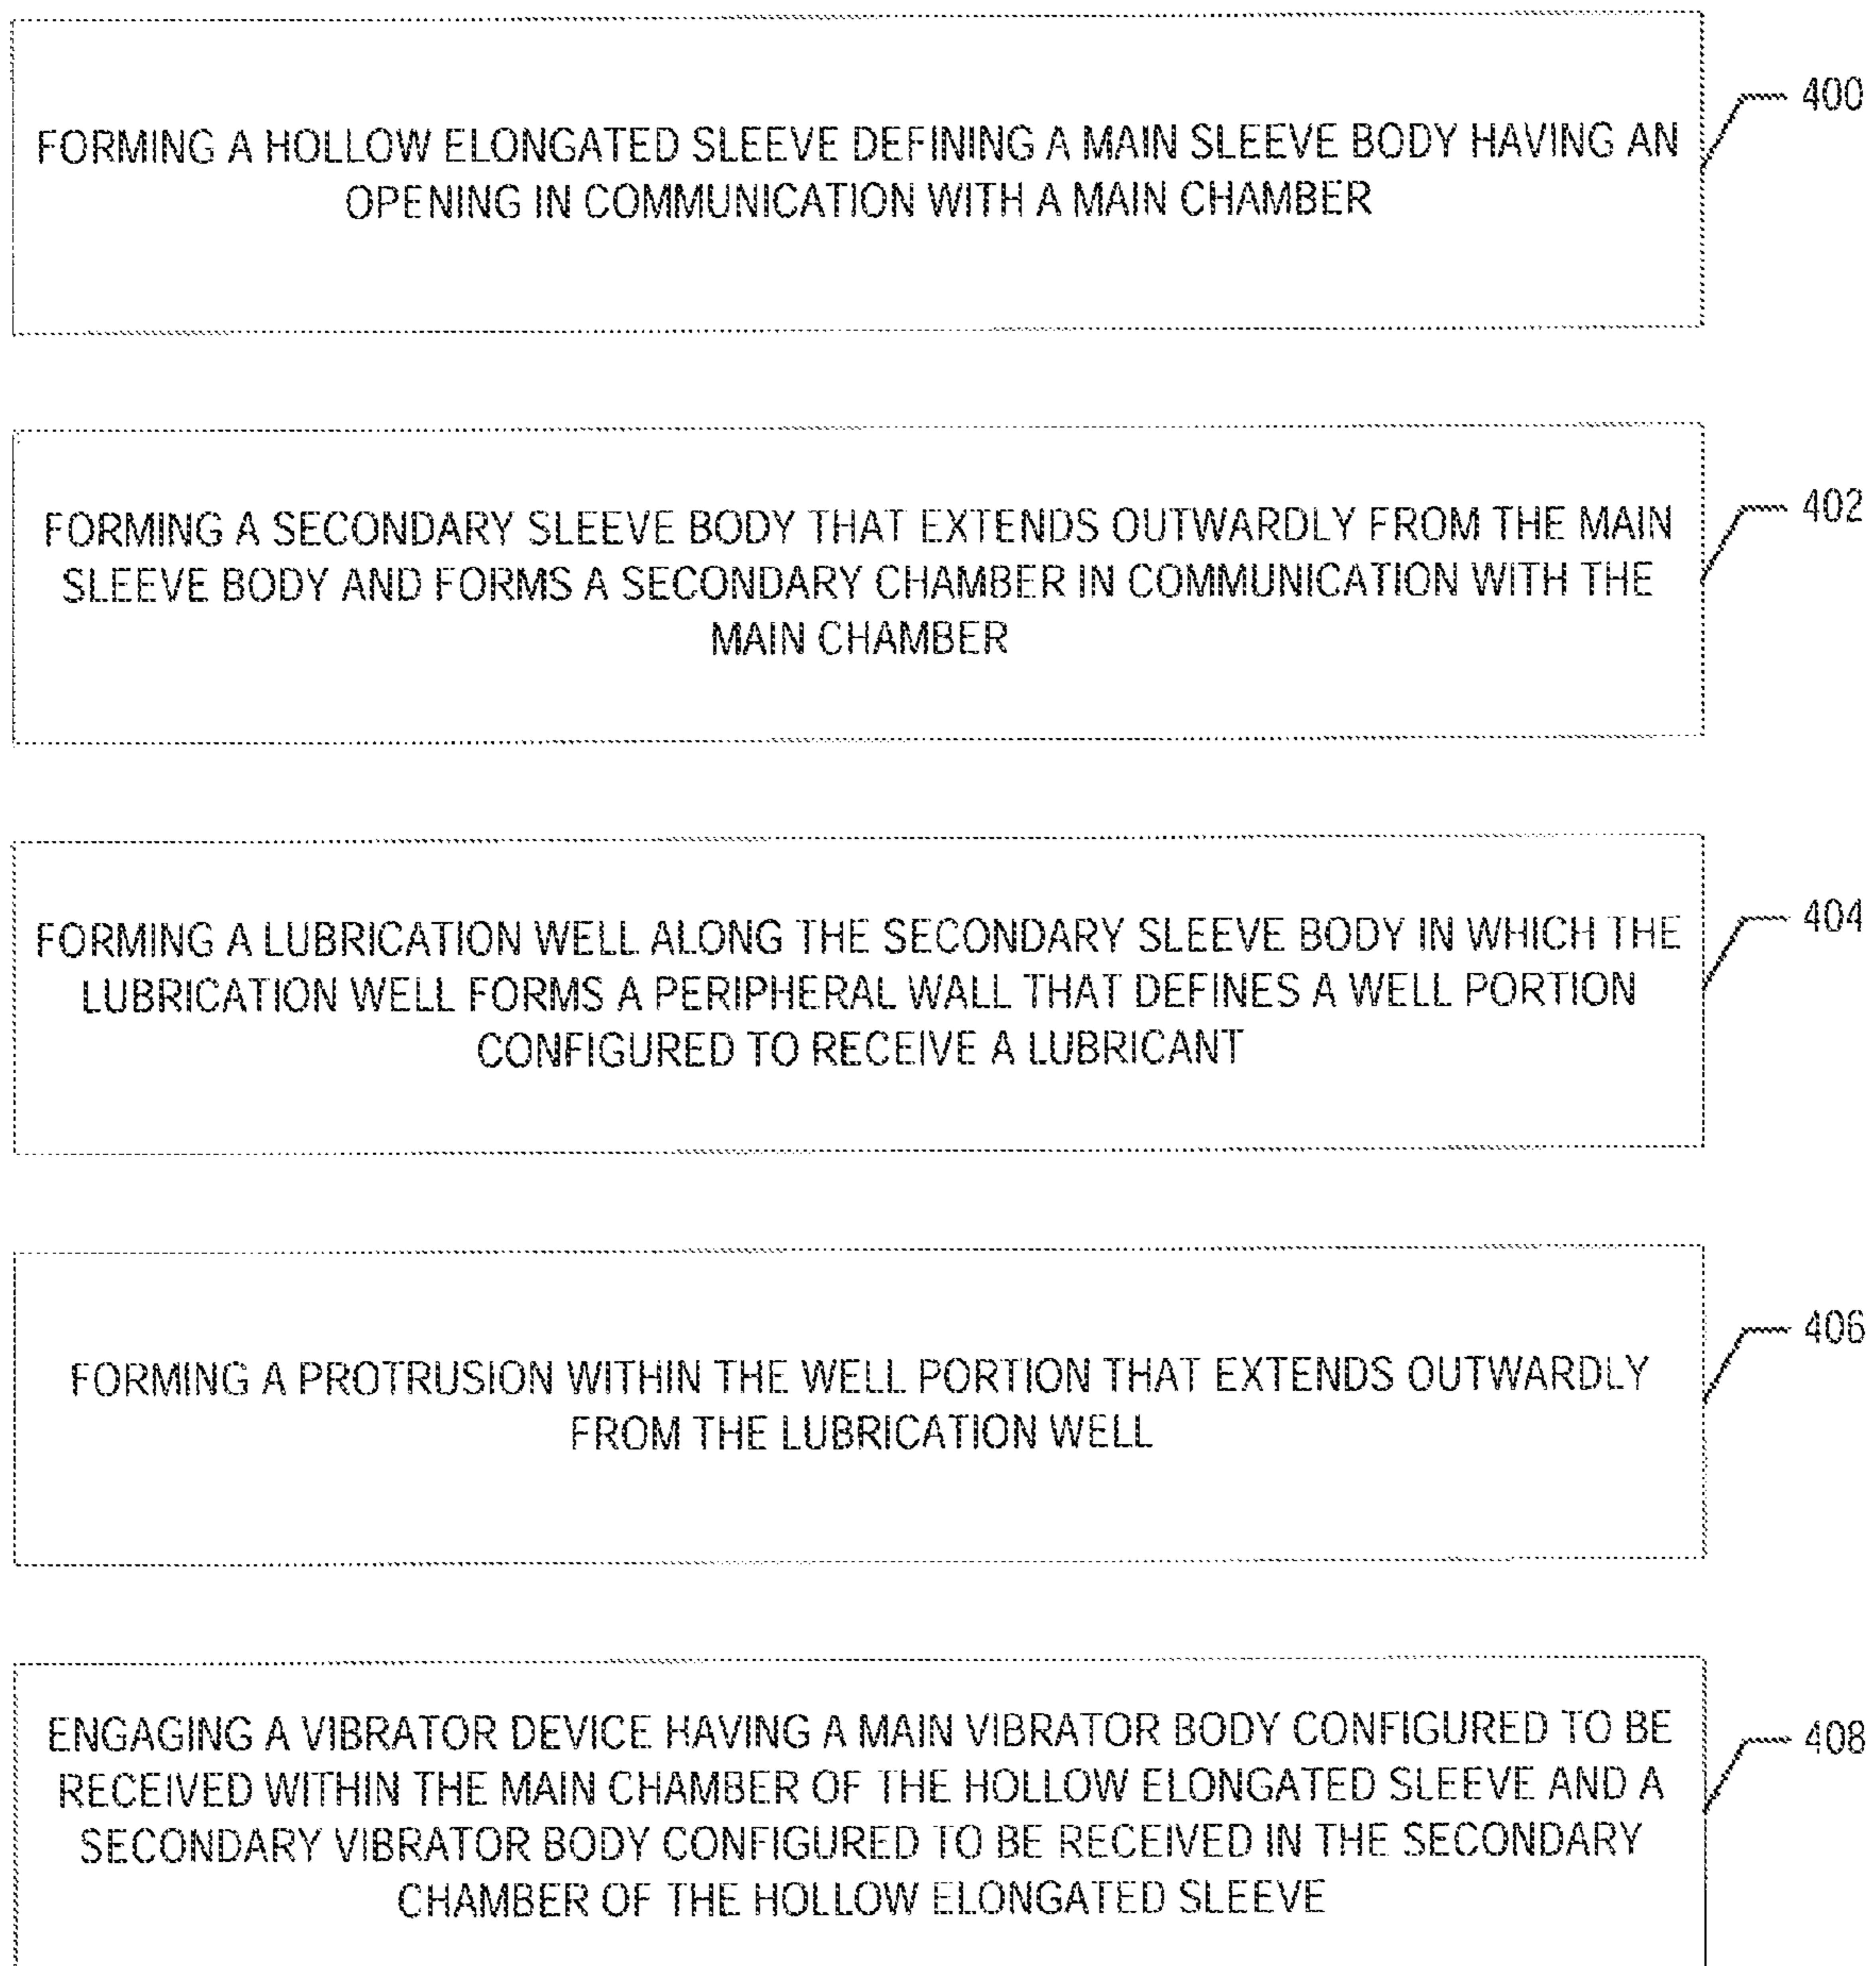 400
FORMING A HOLLOW ELONGATED SLEEVE DEFINING A MAIN SLEEVE BODY HAVING AN
OPENING IN COMMUNICATION WITH A MAIN CHAMBER
402
FORMING A SECONDARY SLEEVE BODY THAT EXTENDS OUTWARDLY FROM THE MAIN
SLEEVE BODY AND FORMS A SECONDARY CHAMBER IN COMMUNICATION WITH THE
MAIN CHAMBER
404
FORMING A LUBRICATION WELL ALONG THE SECONDARY SLEEVE BODY IN WHICH THE
LUBRICATION WELL FORMS A PERIPHERAL WALL THAT DEFINES A WELL PORTION
CONFIGURED TO RECEIVE A LUBRICANT
406
FORMING A PROTRUSION WITHIN THE WELL PORTION THAT EXTENDS OUTWARDLY
FROM THE LUBRICATION WELL
408
ENGAGING A VIBRATOR DEVICE HAVING A MAIN VIBRATOR BODY CONFIGURED TO BE
RECEIVED WITHIN THE MAIN CHAMBER OF THE HOLLOW ELONGATED SLEEVE AND A
SECONDARY VIBRATOR BODY CONFIGURED TO BE RECEIVED IN THE SECONDARY
CHAMBER OF THE HOLLOW ELONGATED SLEEVE